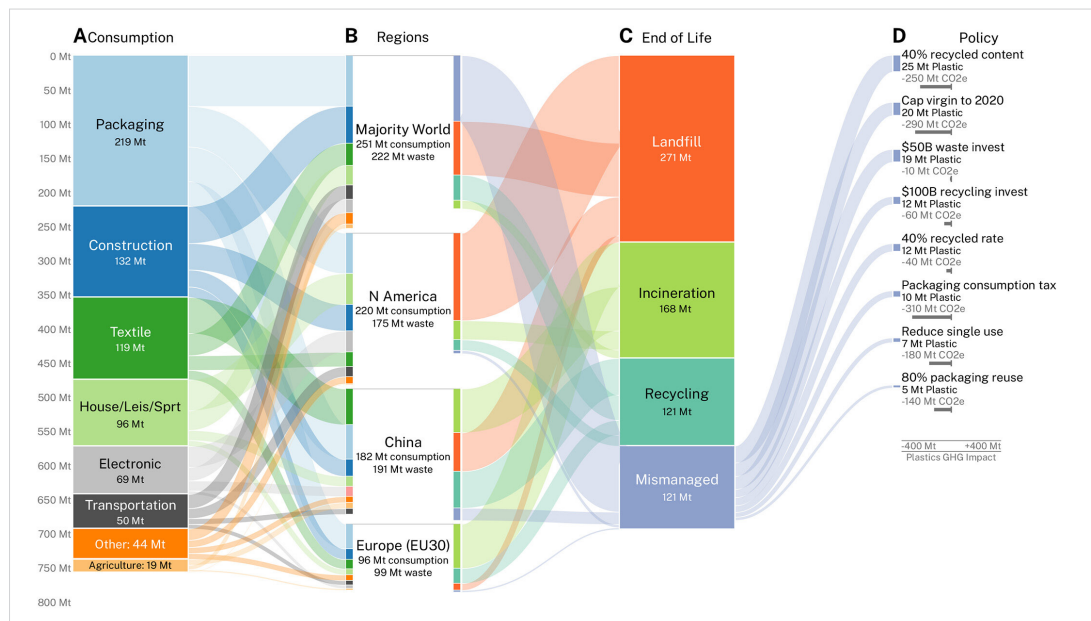 A Consumption
B Regions
C End of Life
D Policy
0 Mt
50 Mt
100 Mt
150 Mt
200 Mt
250 Mt
300 Mt
350 Mt
400 Mt
450 Mt
500 Mt
550 Mt
600 Mt
650 Mt
700 Mt
750 Mt
800 Mt
Packaging
219 Mt
Construction
132 Mt
Textile
119 Mt
House/Leis/Sprt
96 Mt
Electronic
69 Mt
Transportation
50 Mt
Other: 44 Mt
Agriculture: 19 Mt
Majority World
251 Mt consumption
222 Mt waste
N America
220 Mt consumption
175 Mt waste
China
182 Mt consumption
191 Mt waste
Europe (EU30)
96 Mt consumption
99 Mt waste
Landfill
271 Mt
Incineration
168 Mt
Recycling
121 Mt
Mismanaged
121 Mt
40% recycled content
25 Mt Plastic
-250 Mt CO2e
Cap virgin to 2020
20 Mt Plastic
-290 Mt CO2e
$50B waste invest
19 Mt Plastic
-10 Mt CO2e
$100B recycling invest
12 Mt Plastic
-60 Mt CO2e
40% recycled rate
12 Mt Plastic
-40 Mt CO2e
Packaging consumption tax
10 Mt Plastic
-310 Mt CO2e
Reduce single use
7 Mt Plastic
-180 Mt CO2e
80% packaging reuse
5 Mt Plastic
-140 Mt CO2e
-400 Mt +400 Mt
Plastics GHG Impact